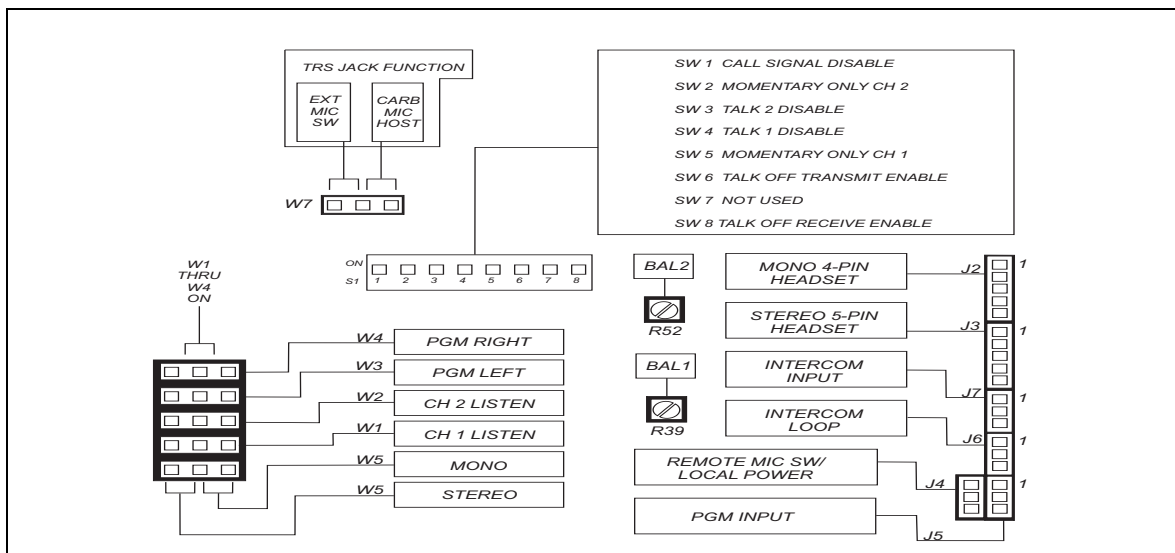 TRS JACK FUNCTION
EXT
MIC
SW
CARB
MIC
HOST
W7
SW 1 CALL SIGNAL DISABLE
SW 2 MOMENTARY ONLY CH 2
SW 3 TALK 2 DISABLE
SW 4 TALK 1 DISABLE
SW 5 MOMENTARY ONLY CH 1
SW 6 TALK OFF TRANSMIT ENABLE
SW 7 NOT USED
SW 8 TALK OFF RECEIVE ENABLE
ON
S1
1 2 3 4 5 6 7 8
W1
THRU
W4
ON
W4 PGM RIGHT
W3 PGM LEFT
W2 CH 2 LISTEN
W1 CH 1 LISTEN
W5 MONO
W5 STEREO
BAL2
R52
BAL1
R39
MONO 4-PIN
HEADSET
J2 1
STEREO 5-PIN
HEADSET
J3 1
INTERCOM
INPUT
J7 1
INTERCOM
LOOP
J6 1
REMOTE MIC SW/
LOCAL POWER
J4 1
PGM INPUT
J5